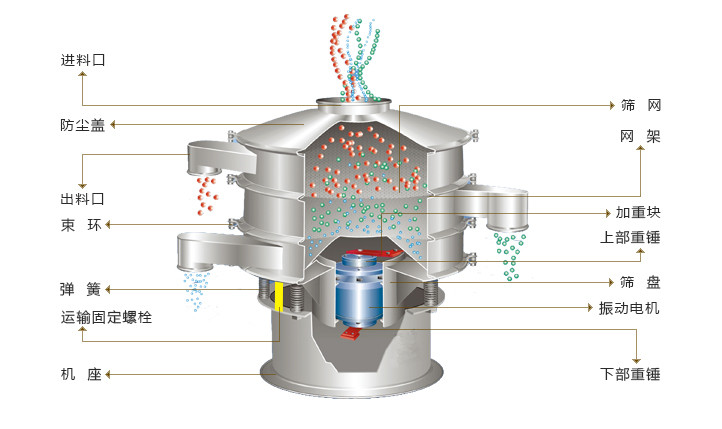 进料口
防尘盖
出料口
束 环
弹 簧
运输固定螺栓
机 座
筛 网
网 架
加重块
上部重锤
筛 盘
振动电机
下部重锤